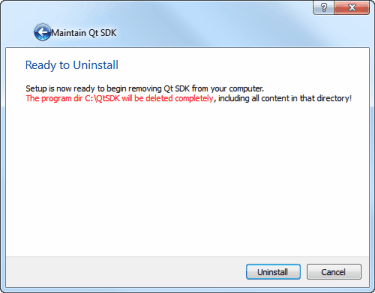 Maintain Qt SDK
Ready to Uninstall
Setup is now ready to begin removing Qt SDK from your computer.
The program dir C:\QtSDK will be deleted completely, including all content in that directory!
Uninstall
Cancel